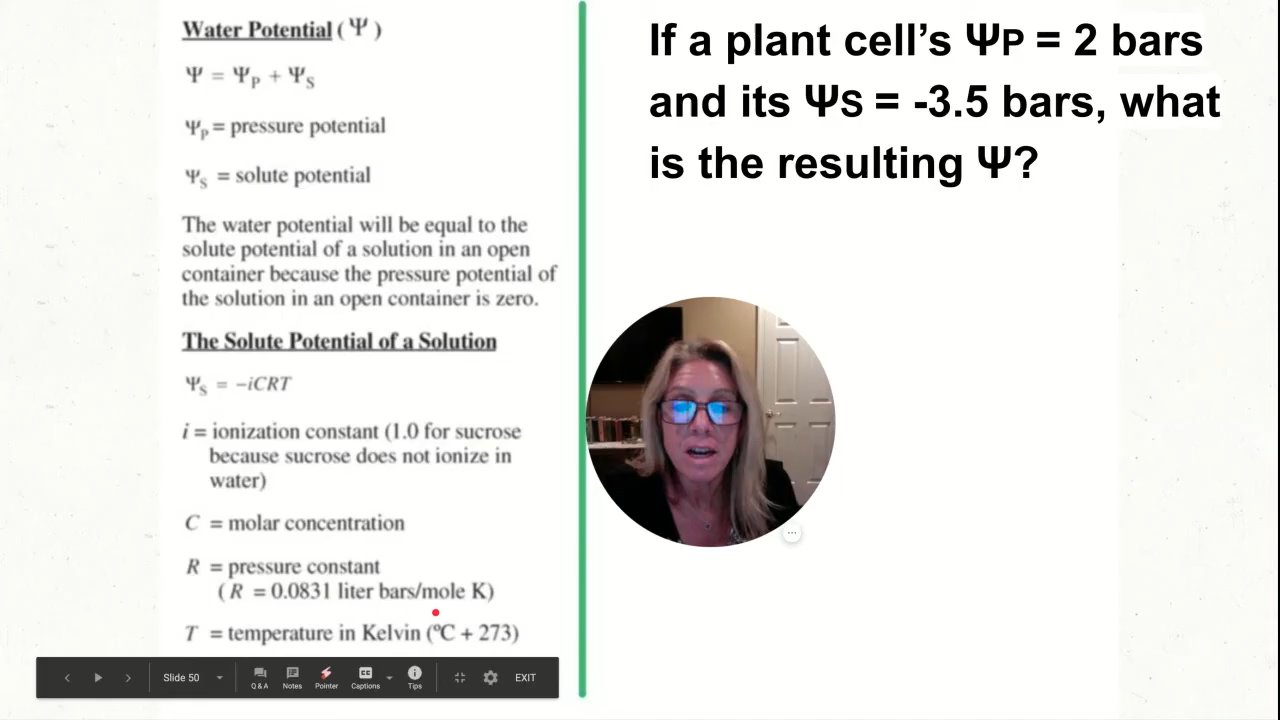 Water Potential (Ψ)
Ψ = ΨP + ΨS
ΨP = pressure potential
ΨS = solute potential
The water potential will be equal to the
solute potential of a solution in an open
container because the pressure potential of
the solution in an open container is zero.
The Solute Potential of a Solution
ΨS = −iCRT
i = ionization constant (1.0 for sucrose
because sucrose does not ionize in
water)
C = molar concentration
R = pressure constant
(R = 0.0831 liter bars/mole K)
T = temperature in Kelvin (ºC + 273)
If a plant cell’s ΨP = 2 bars
and its ΨS = -3.5 bars, what
is the resulting Ψ?
Slide 50
Q & A
Notes
Pointer
CC
Captions
Tips
EXIT